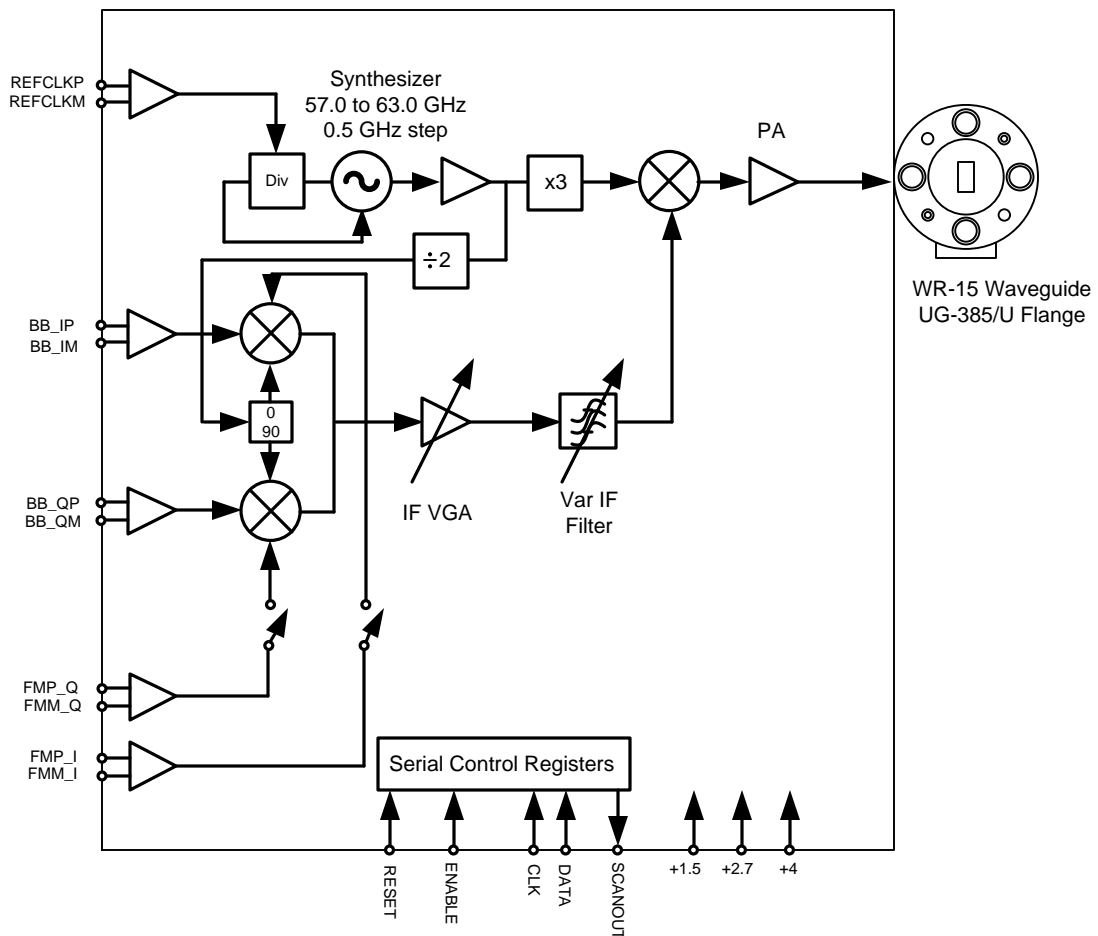 REFCLKP
REFCLKM
Synthesizer
57.0 to 63.0 GHz
0.5 GHz step
PA
Div
x3
÷2
WR-15 Waveguide
UG-385/U Flange
BB_IP
BB_IM
0
90
BB_QP
BB_QM
IF VGA
Var IF
Filter
FMP_Q
FMM_Q
FMP_I
FMM_I
Serial Control Registers
RESET
ENABLE
CLK
DATA
SCANOUT
+1.5
+2.7
+4